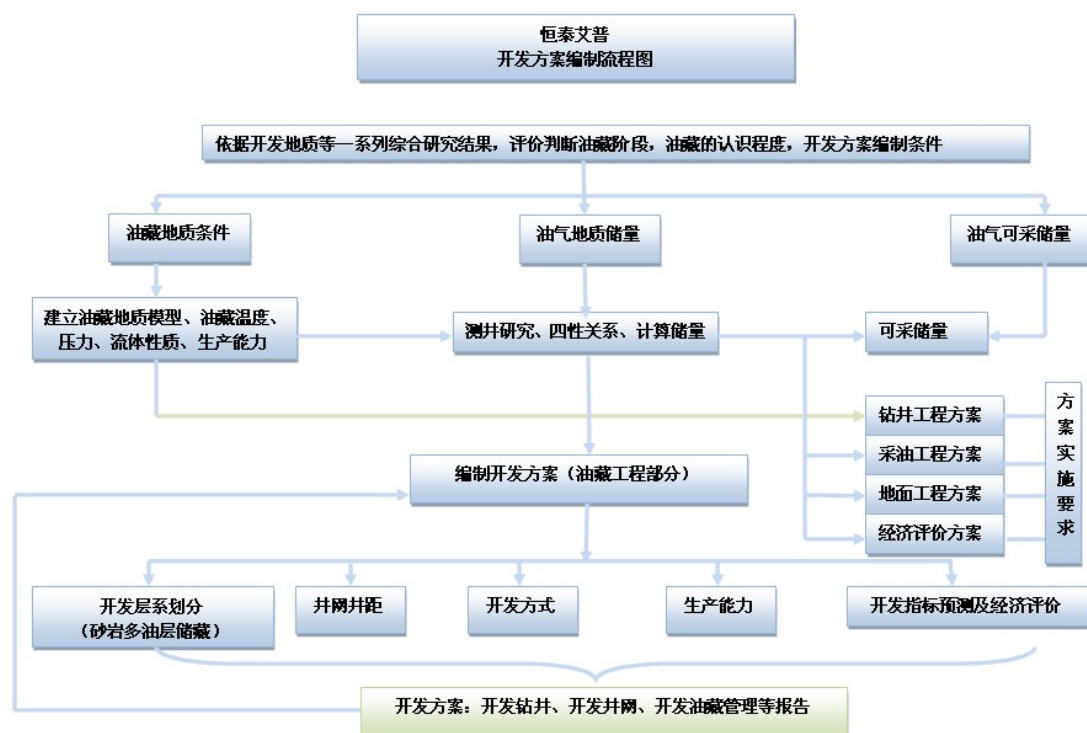 恒泰艾普
开发方案编制流程图
依据开发地质等一系列综合研究结果，评价判断油藏阶段，油藏的认识程度，开发方案编制条件
油藏地质条件
油气地质储量
油气可采储量
建立油藏地质模型、油藏温度、
压力、流体性质、生产能力
测井研究、四性关系、计算储量
可采储量
钻井工程方案
采油工程方案
地面工程方案
经济评价方案
方
案
实
施
要
求
编制开发方案（油藏工程部分）
开发层系划分
（砂岩多油层储藏）
井网井距
开发方式
生产能力
开发指标预测及经济评价
开发方案：开发钻井、开发井网、开发油藏管理等报告